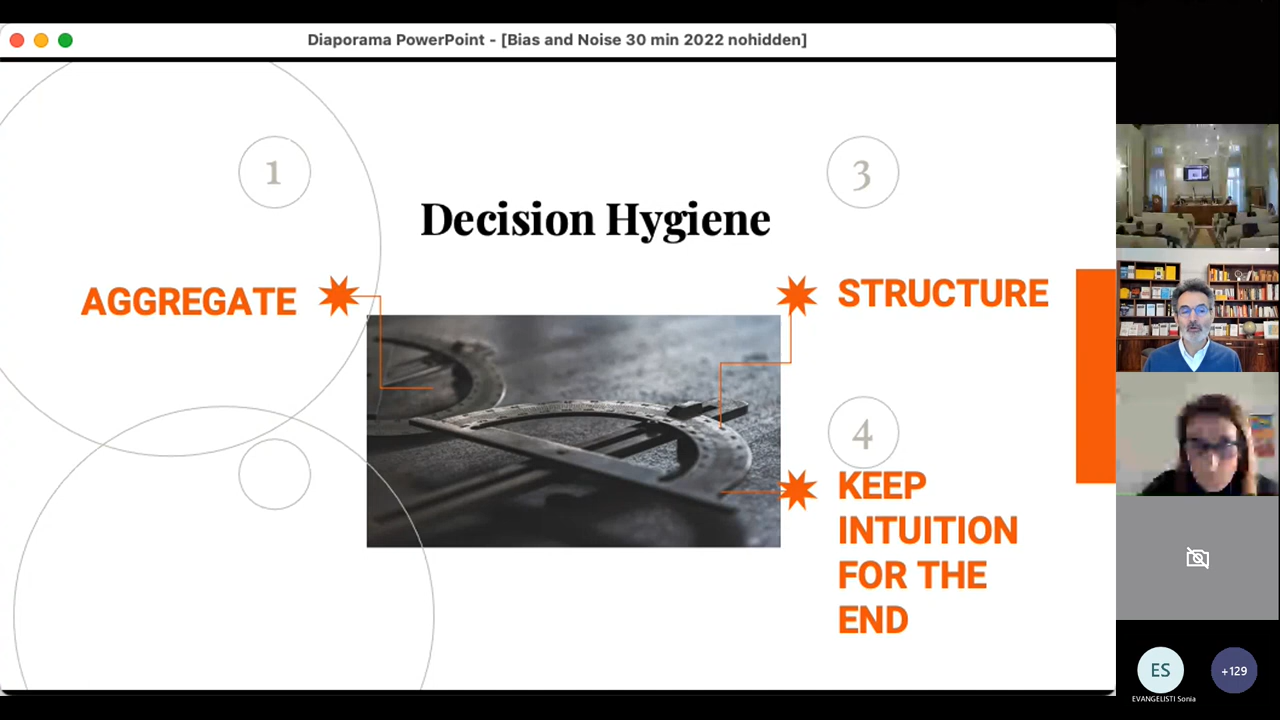 Diaporama PowerPoint - [Bias and Noise 30 min 2022 nohidden]
1
3
Decision Hygiene
AGGREGATE
STRUCTURE
4
KEEP
INTUITION
FOR THE
END
ES
+129
EVANGELISTI Sonia